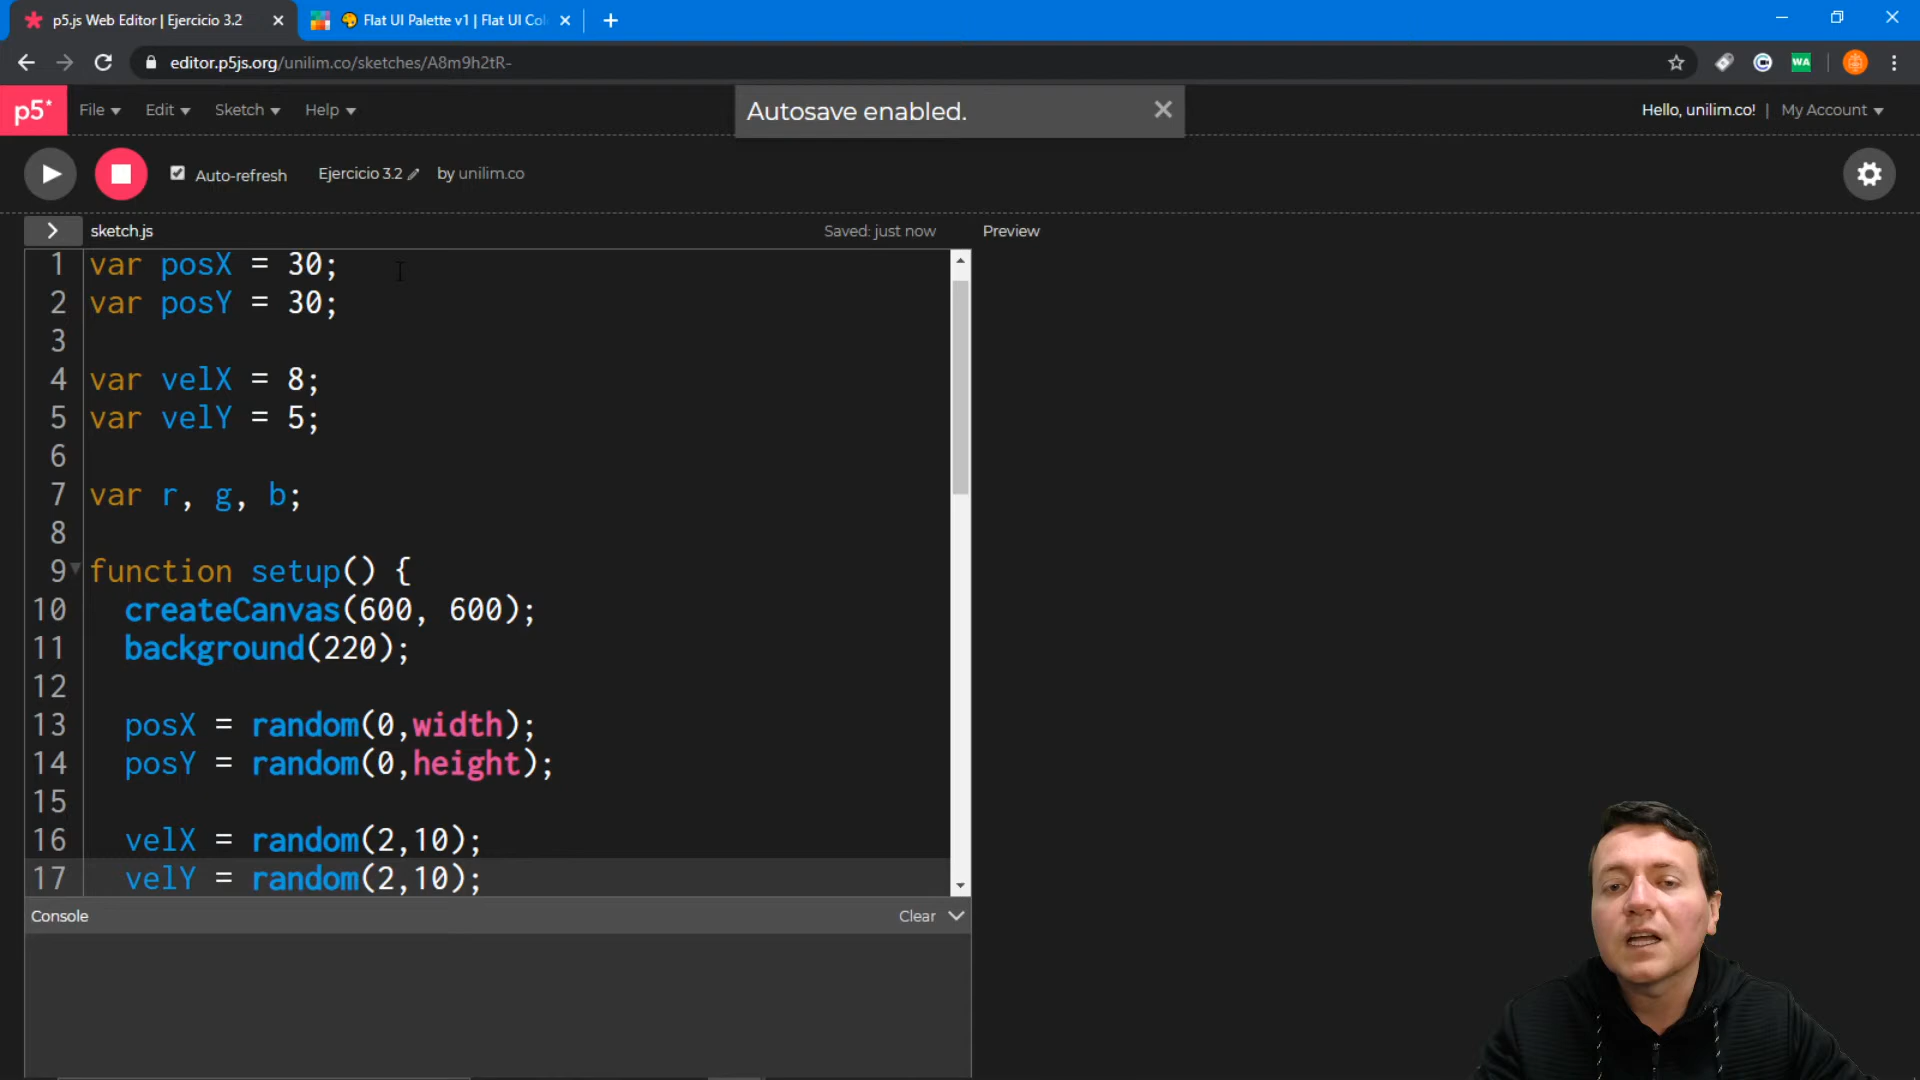 p5.js Web Editor | Ejercicio 3.2
Flat UI Palette v1 | Flat UI Col
editor.p5js.org/unilim.co/sketches/A8m9h2tR-
WA
p5*
File
Edit
Sketch
Help
Autosave enabled.
Hello, unilim.co! | My Account
Auto-refresh
Ejercicio 3.2
by unilim.co
sketch.js
Saved: just now
Preview
1 var posX = 30;
2 var posY = 30;
3
4 var velX = 8;
5 var velY = 5;
6
7 var r, g, b;
8
9 function setup() {
10 createCanvas(600, 600);
11 background(220);
12
13 posX = random(0,width);
14 posY = random(0,height);
15
16 velX = random(2,10);
17 velY = random(2,10);
Console
Clear